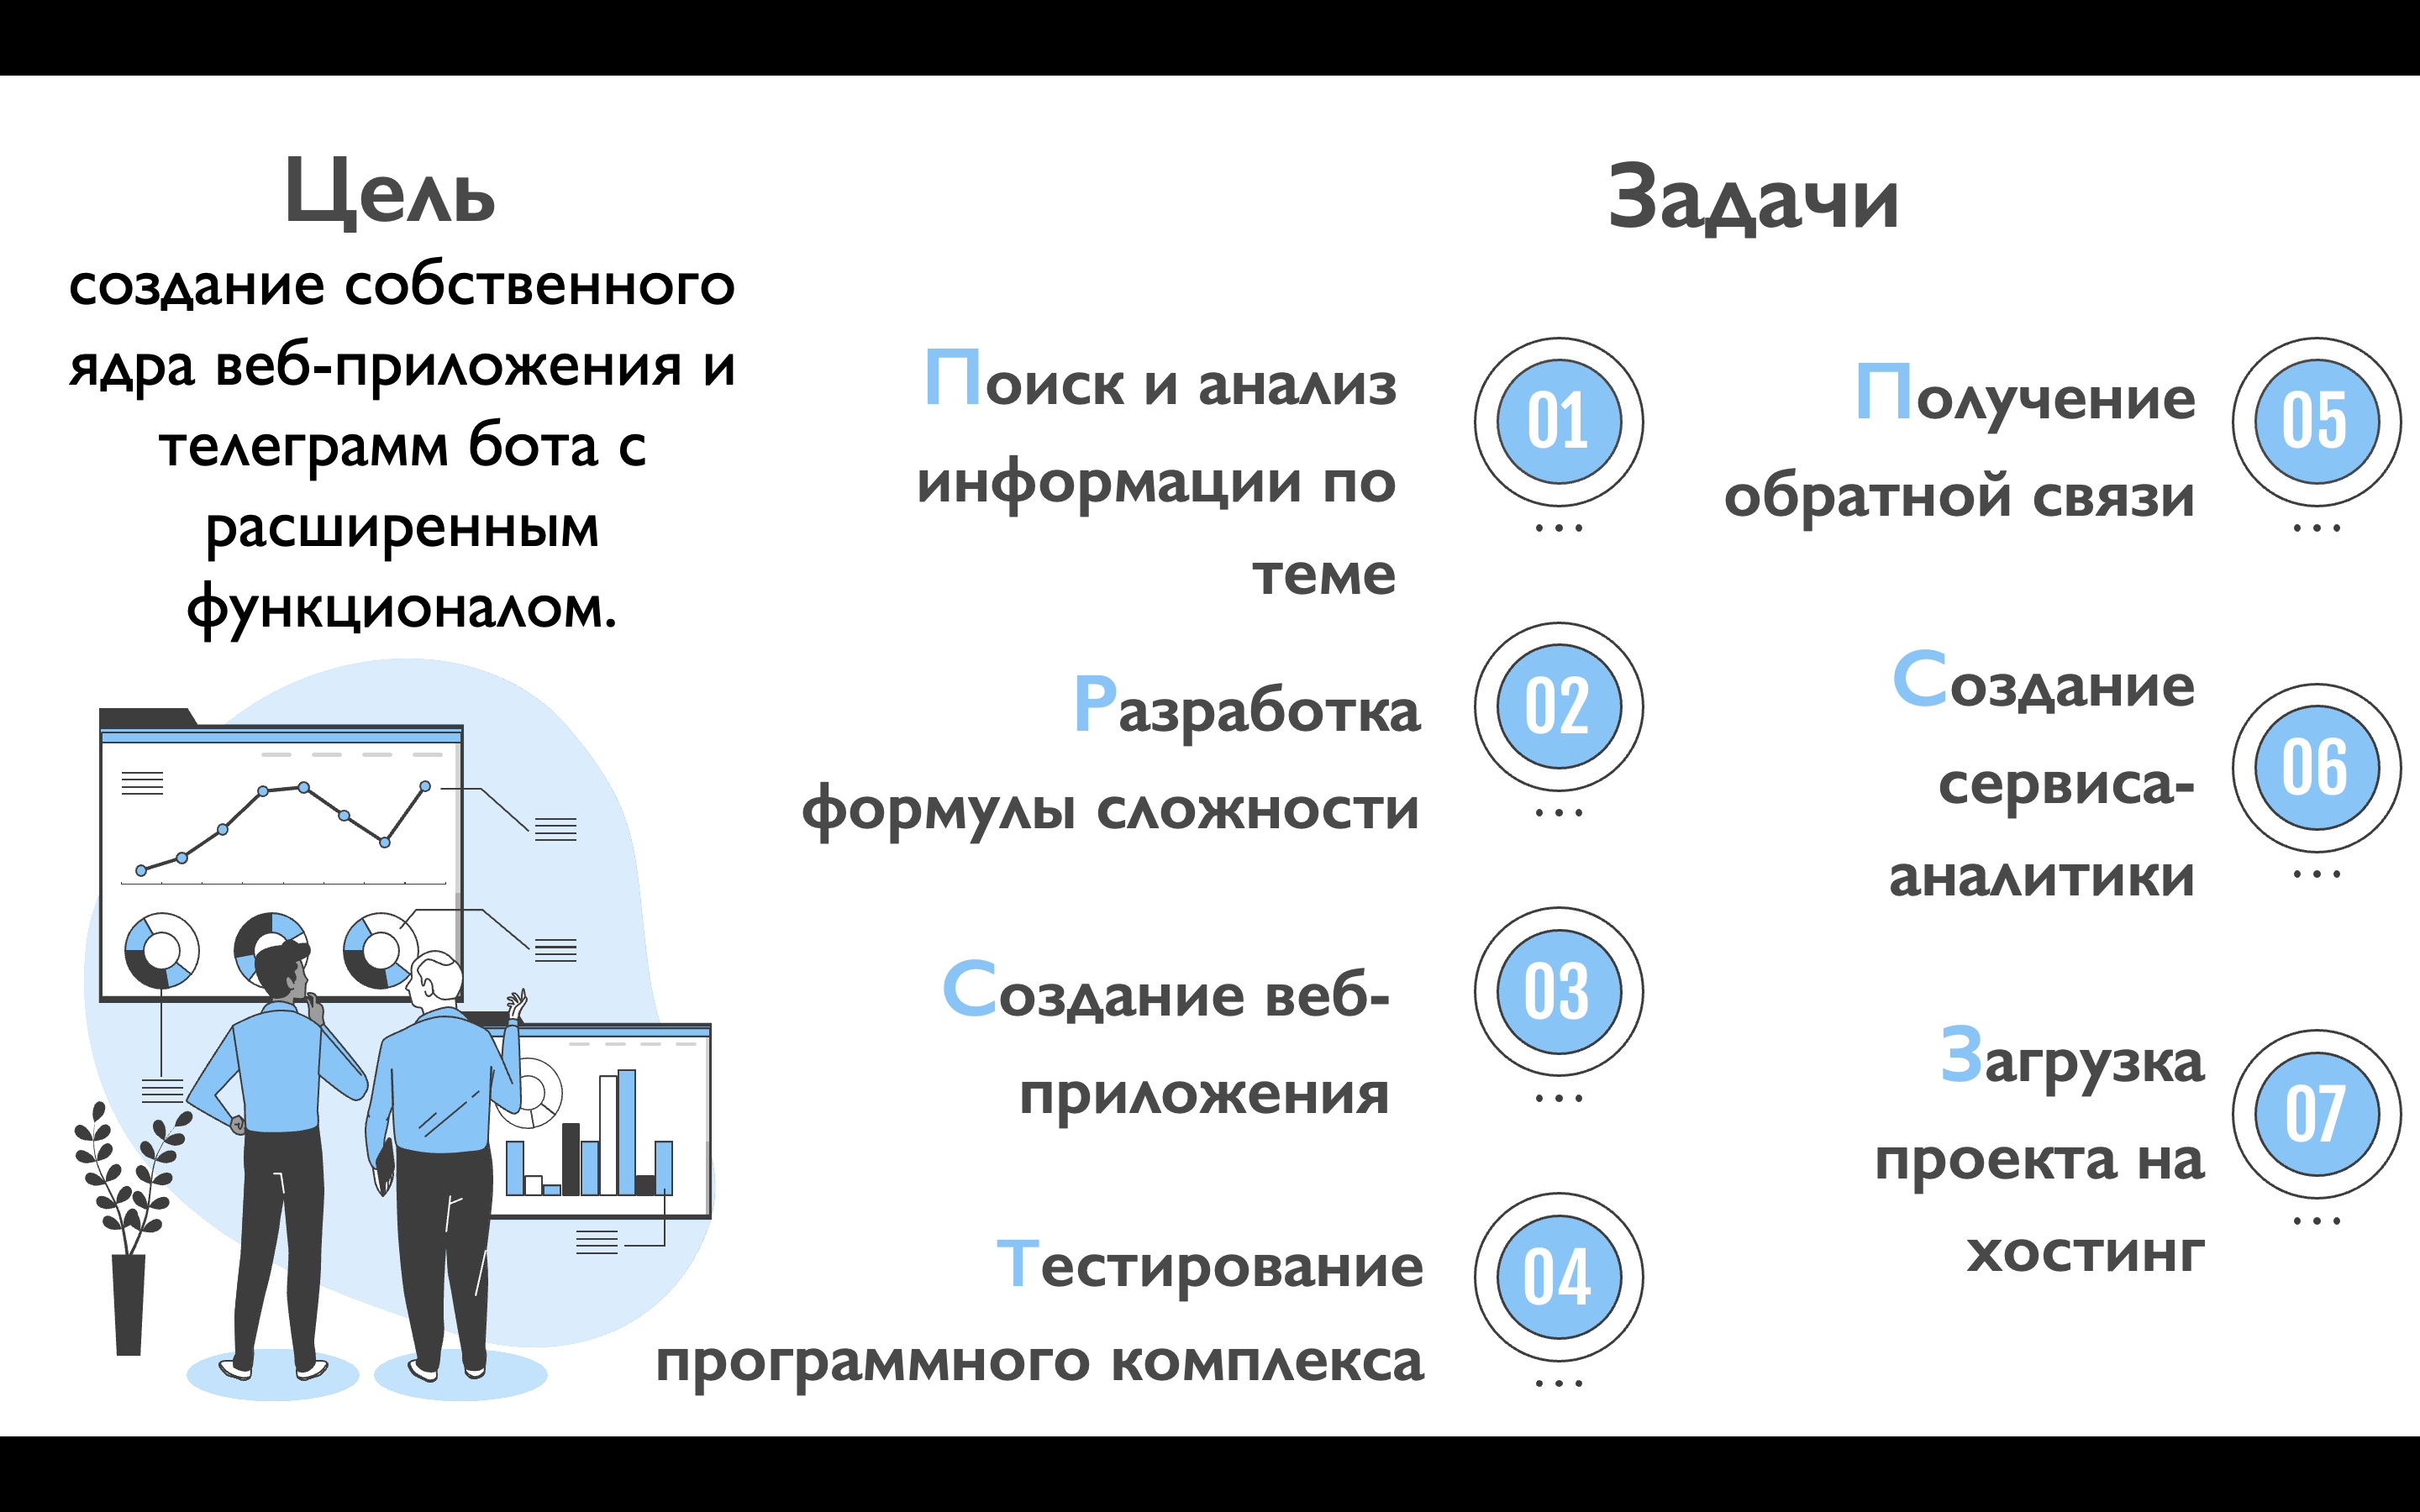 Цель
создание собственного
ядра веб-приложения и
телеграмм бота с
расширенным
функционалом.
Задачи
Поиск и анализ
информации по
теме
01
Разработка
формулы сложности
02
Создание веб-
приложения
03
Тестирование
программного комплекса
04
Получение
обратной связи
05
Создание
сервиса-
аналитики
06
Загрузка
проекта на
хостинг
07